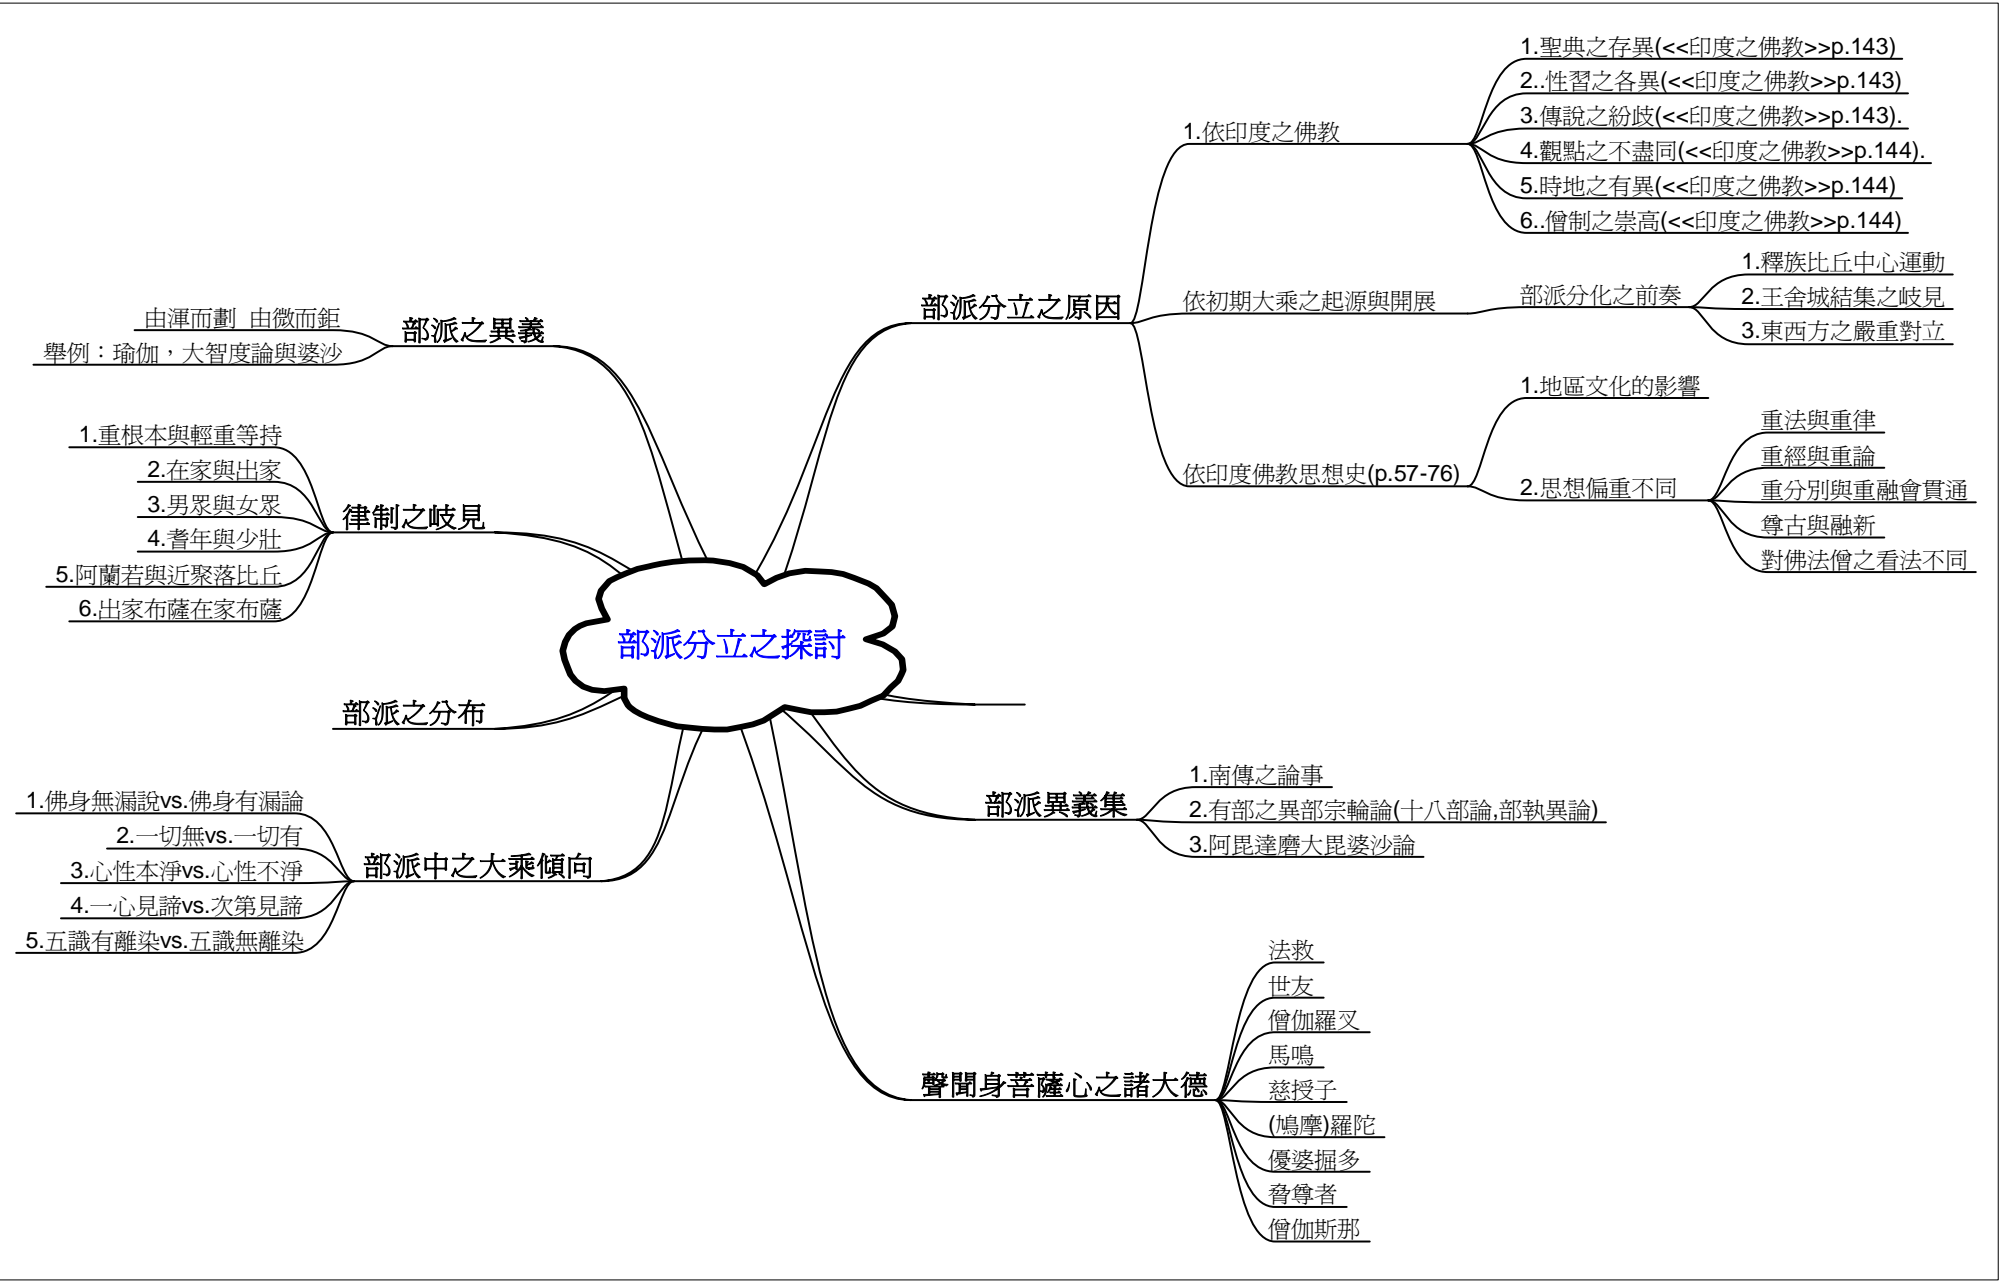 部派分立之探討
部派分立之原因
1.依印度之佛教
1.聖典之存異(<<印度之佛教>>p.143)
2..性習之各異(<<印度之佛教>>p.143)
3.傳說之紛歧(<<印度之佛教>>p.143).
4.觀點之不盡同(<<印度之佛教>>p.144).
5.時地之有異(<<印度之佛教>>p.144)
6..僧制之崇高(<<印度之佛教>>p.144)
依初期大乘之起源與開展
部派分化之前奏
1.釋族比丘中心運動
2.王舍城結集之歧見
3.東西方之嚴重對立
依印度佛教思想史(p.57-76)
1.地區文化的影響
2.思想偏重不同
重法與重律
重經與重論
重分別與重融會貫通
尊古與融新
對佛法僧之看法不同
部派異義集
1.南傳之論事
2.有部之異部宗輪論(十八部論,部執異論)
3.阿毘達磨大毘婆沙論
聲聞身菩薩心之諸大德
法救
世友
僧伽羅叉
馬鳴
慈授子
(鳩摩)羅陀
優婆掘多
脅尊者
僧伽斯那
部派之異義
由渾而劃 由微而鉅
舉例：瑜伽，大智度論與婆沙
律制之岐見
1.重根本與輕重等持
2.在家與出家
3.男眾與女眾
4.耆年與少壯
5.阿蘭若與近聚落比丘
6.出家布薩在家布薩
部派之分布
部派中之大乘傾向
1.佛身無漏說vs.佛身有漏論
2.一切無vs.一切有
3.心性本淨vs.心性不淨
4.一心見諦vs.次第見諦
5.五識有離染vs.五識無離染